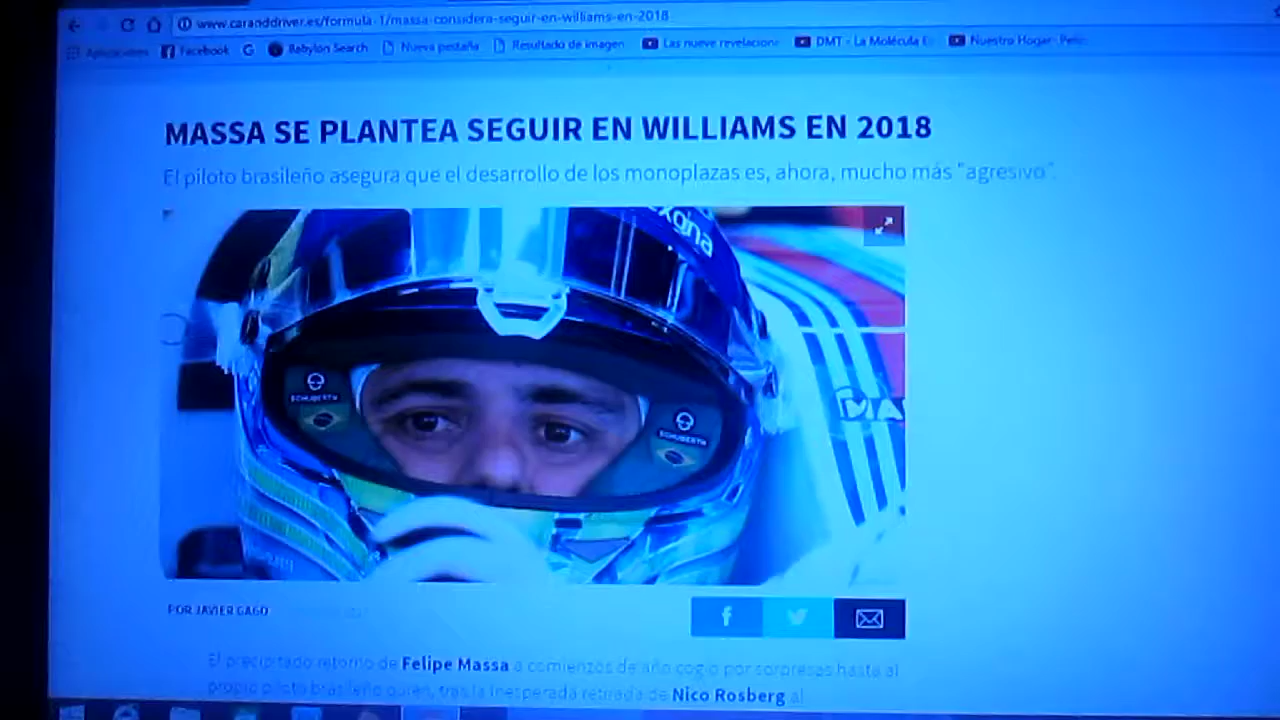 www.caranddriver.es/formula-1/massa-considera-seguir-en-williams-en-2018
Aplicaciones Facebook Babylon Search Nueva pestaña Resultado de imagen Las nueve revelacione DMT - La Molécula Nuestro Hogar
MASSA SE PLANTEA SEGUIR EN WILLIAMS EN 2018
El piloto brasileño asegura que el desarrollo de los monoplazas es, ahora, mucho más "agresivo".
SCHUBERTH
SCHUBERTH
POR JAVIER GAGO
El precipitado retorno de Felipe Massa a comienzos de año cogió por sorpresas hasta al
propio piloto brasileño quien, tras la inesperada retirada de Nico Rosberg al